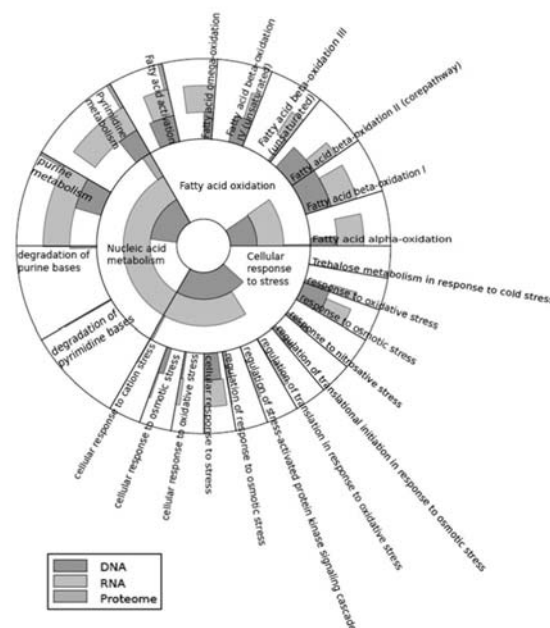 Pyrimidine
metabolism
Fatty acid activation
Fatty acid omega-oxidation
Fatty acid beta-oxidation
IV (unsaturated)
Fatty acid beta-oxidation III
(unsaturated)
Fatty acid beta-oxidation II (corepathway)
Fatty acid beta-oxidation I
Fatty acid alpha-oxidation
purine
metabolism
Fatty acid oxidation
Nucleic acid
metabolism
Cellular
response
to stress
degradation of
purine bases
degradation of
pyrimidine bases
Trehalose metabolism in response to cold stress
response to oxidative stress
response to osmotic stress
response to nitrosative stress
regulation of translational initiation in response to osmotic stress
regulation of translation in response to oxidative stress
regulation of stress-activated protein kinase signaling cascade
regulation of response to osmotic stress
cellular response to stress
cellular response to oxidative stress
cellular response to osmotic stress
cellular response to cation stress
DNA
RNA
Proteome